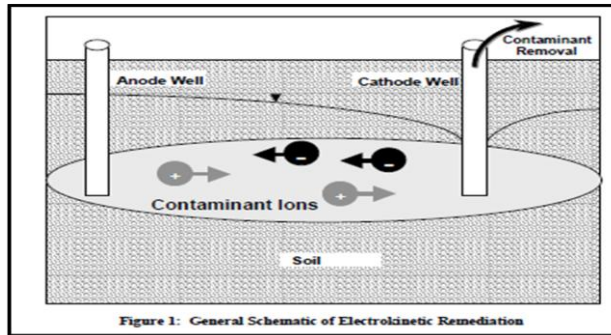 Contaminant
Removal
Anode Well
Cathode Well
-
-
+
+
Contaminant Ions
Soil
Figure 1: General Schematic of Electrokinetic Remediation